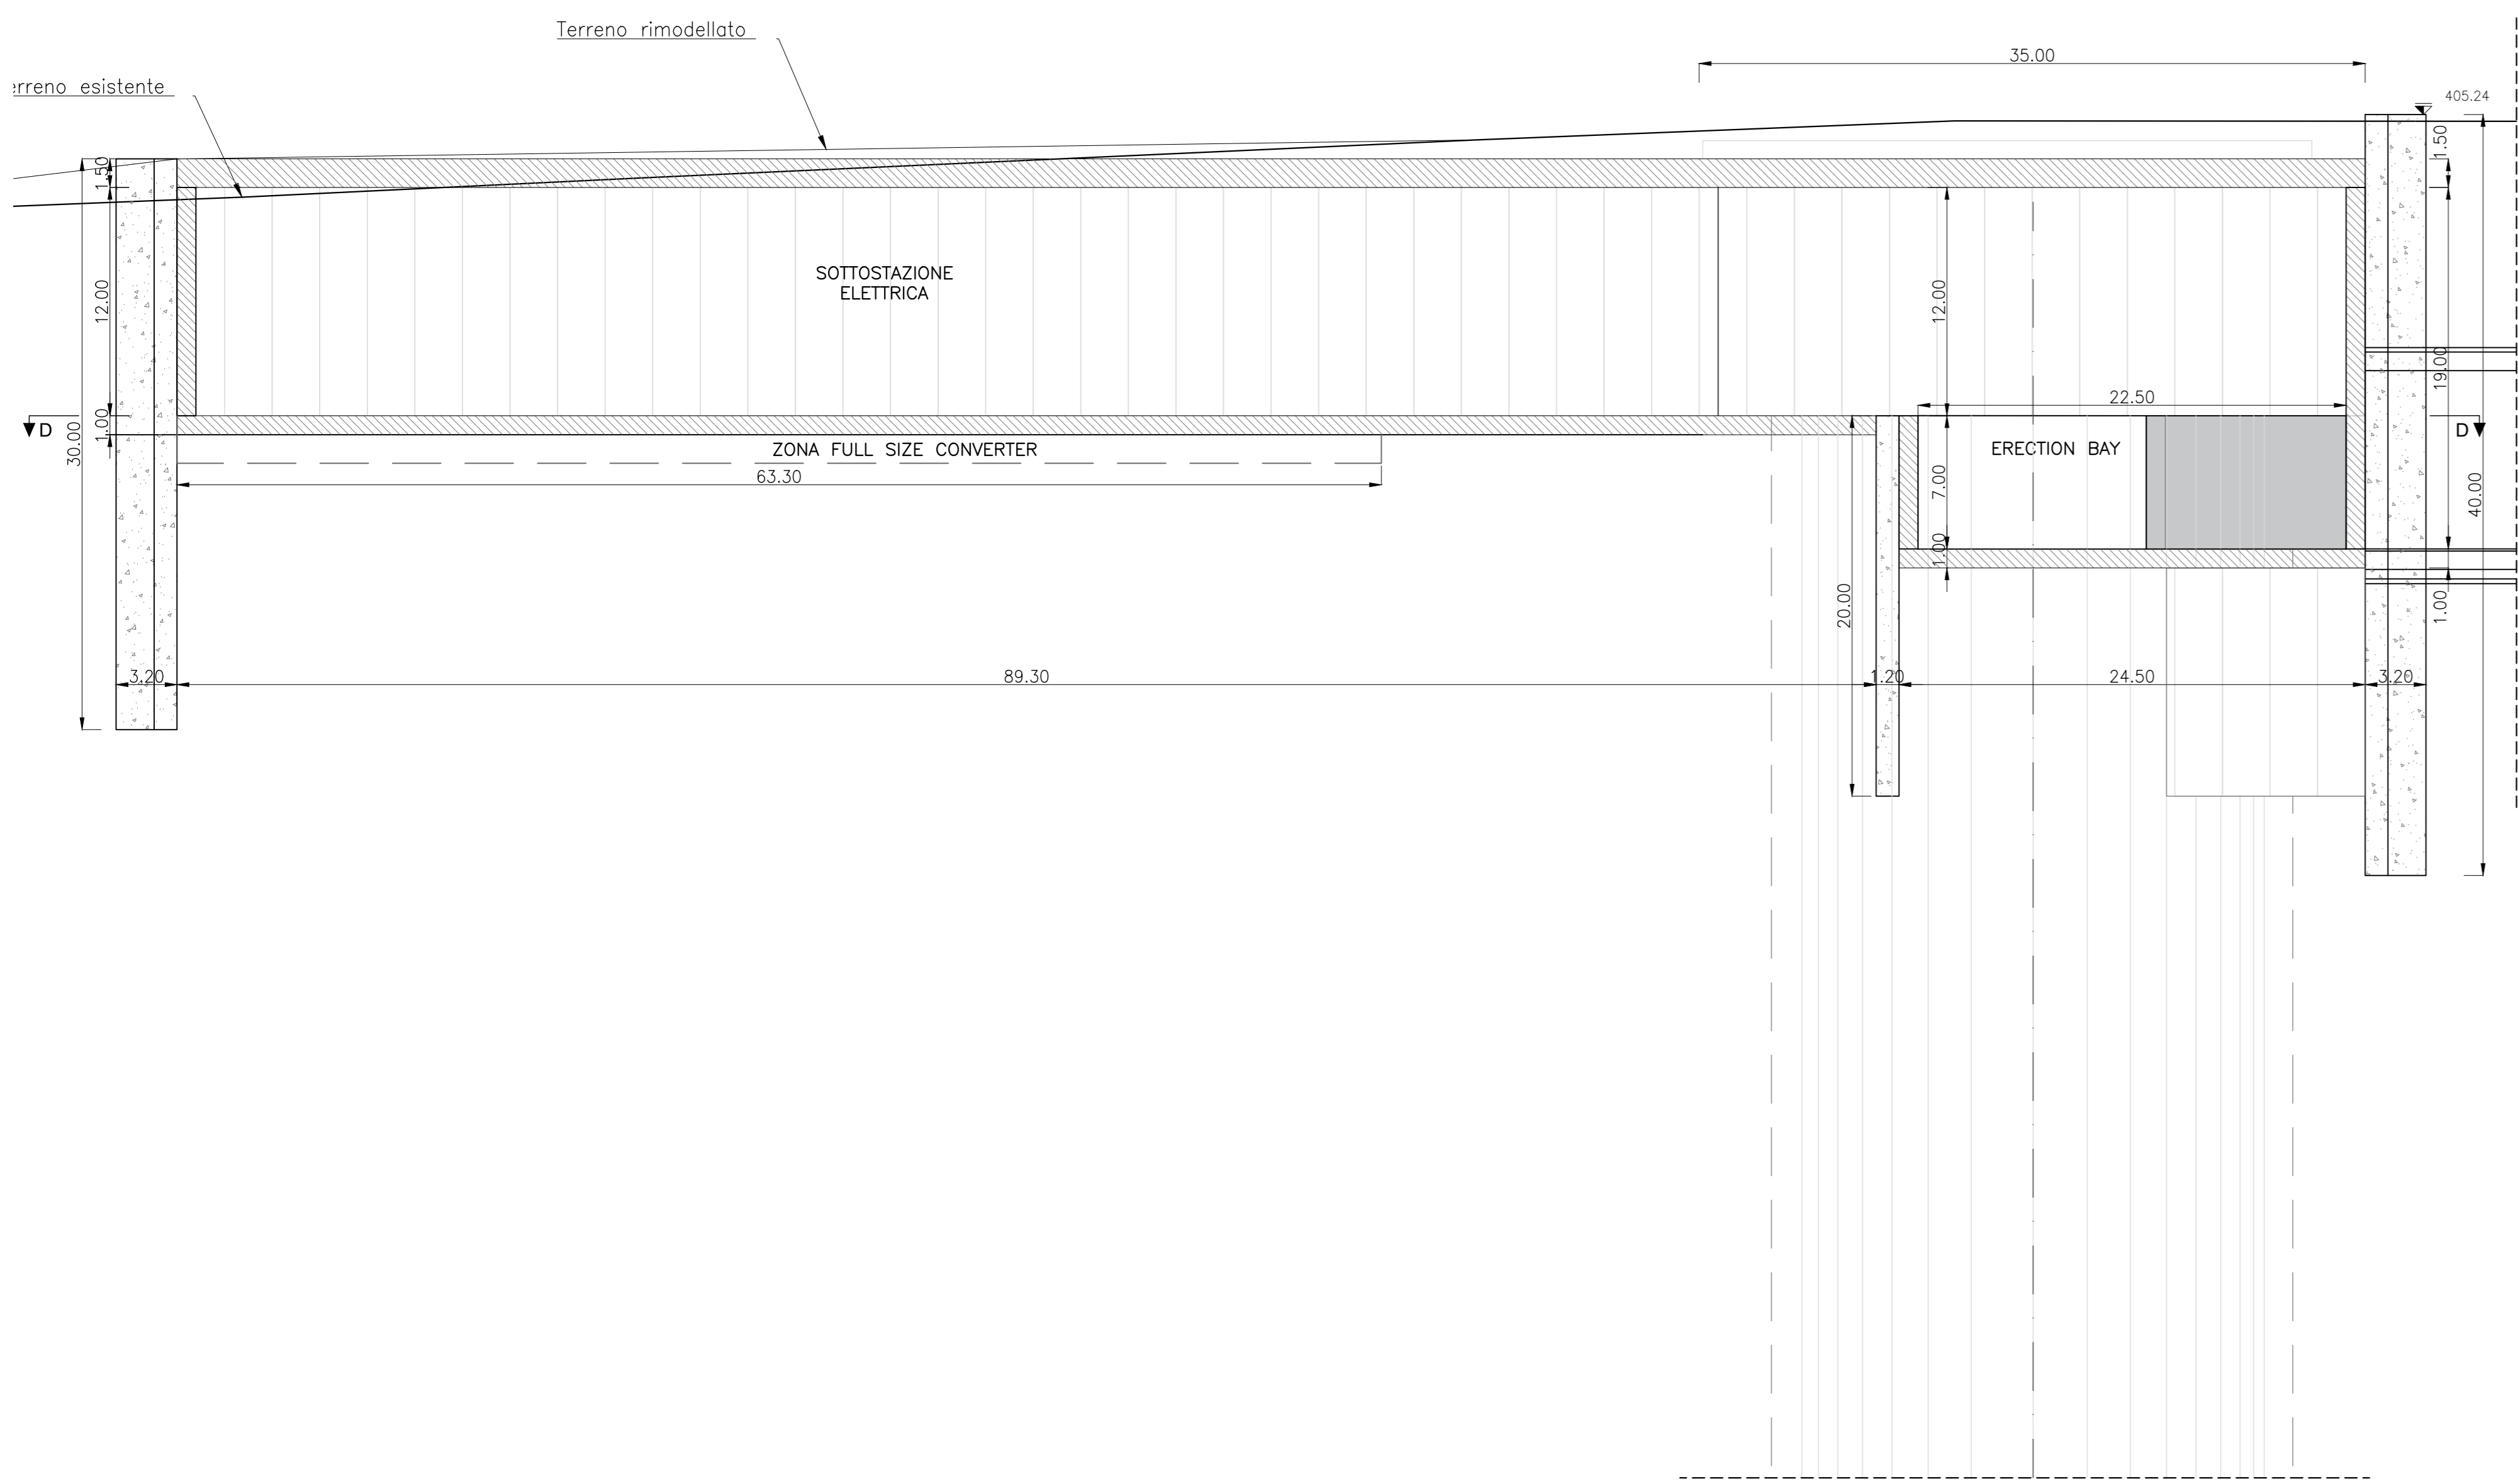 Terreno rimodellato
erreno esistente
35.00
405.24
1.50
1.50
SOTTOSTAZIONE
ELETTRICA
12.00
12.00
19.00
22.50
D
1.00
30.00
ZONA FULL SIZE CONVERTER
ERECTION BAY
D
63.30
7.00
40.00
1.00
20.00
1.00
3.20
89.30
1.20
24.50
3.20